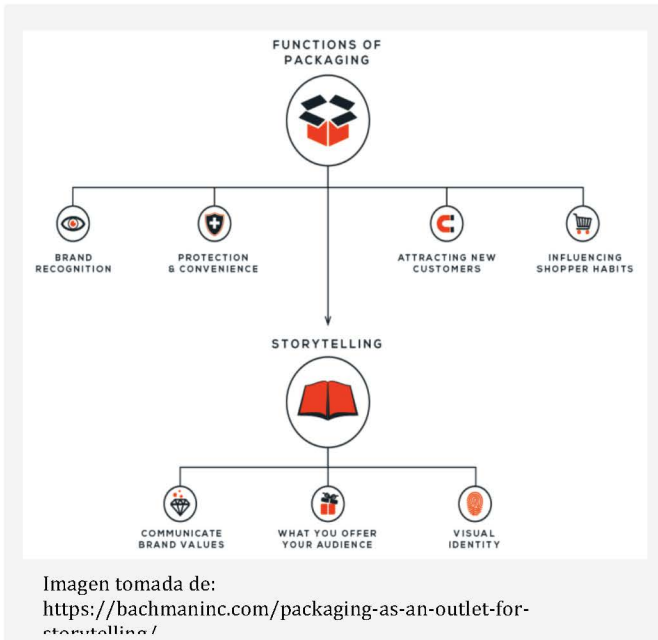 FUNCTIONS OF
PACKAGING
BRAND
RECOGNITION
PROTECTION
& CONVENIENCE
ATTRACTING NEW
CUSTOMERS
INFLUENCING
SHOPPER HABITS
STORYTELLING
COMMUNICATE
BRAND VALUES
WHAT YOU OFFER
YOUR AUDIENCE
VISUAL
IDENTITY
Imagen tomada de:
https://bachmaninc.com/packaging-as-an-outlet-for-
storytelling/